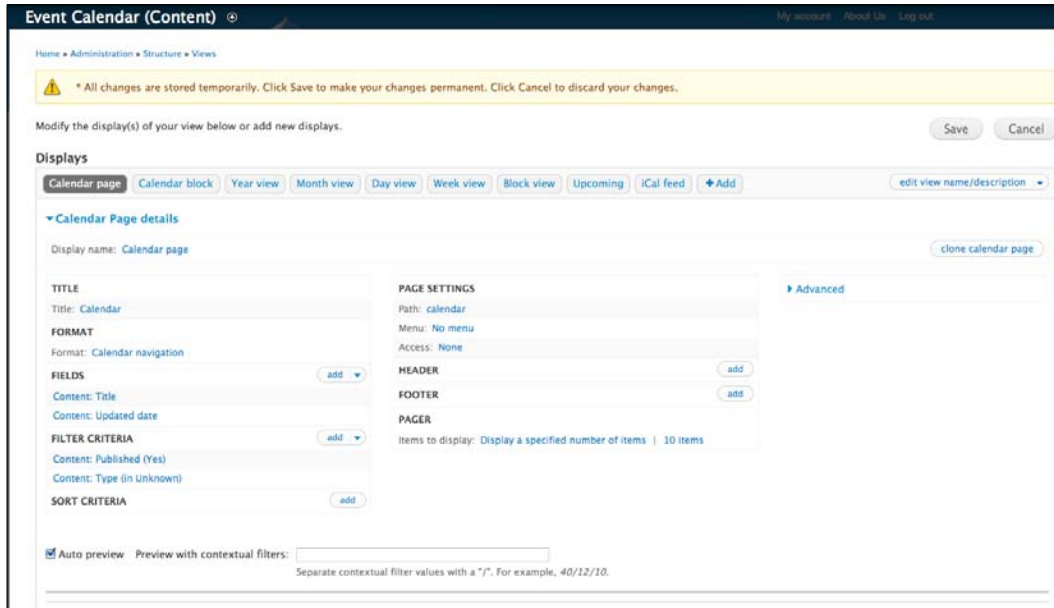 Event Calendar (Content)
My account About Us Log out
Home » Administration » Structure » Views
* All changes are stored temporarily. Click Save to make your changes permanent. Click Cancel to discard your changes.
Modify the display(s) of your view below or add new displays.
Save Cancel
Displays
Calendar page Calendar block Year view Month view Day view Week view Block view Upcoming iCal feed +Add edit view name/description
Calendar Page details
Display name: Calendar page clone calendar page
TITLE
Title: Calendar
FORMAT
Format: Calendar navigation
FIELDS add
Content: Title
Content: Updated date
FILTER CRITERIA add
Content: Published (Yes)
Content: Type (in Unknown)
SORT CRITERIA add
PAGE SETTINGS
Path: calendar
Menu: No menu
Access: None
HEADER add
FOOTER add
PAGER
Items to display: Display a specified number of items | 10 items
Advanced
Auto preview Preview with contextual filters:
Separate contextual filter values with a "/". For example, 40/12/10.